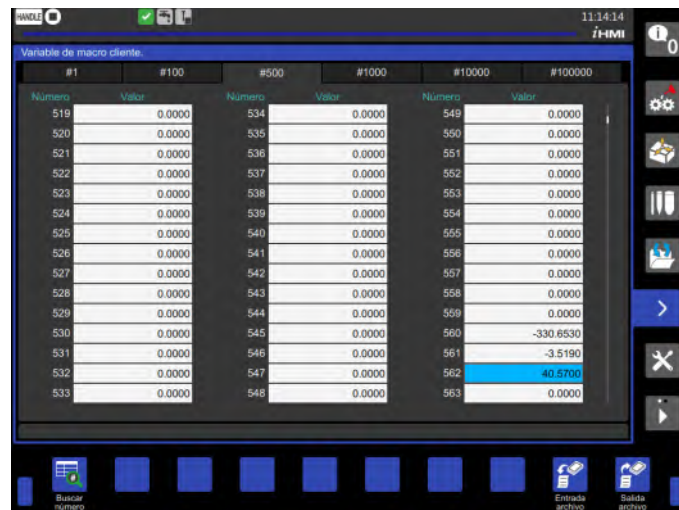 HANDLE
11:14:14
iHMI
0
Variable de macro cliente.
#1 #100 #500 #1000 #10000 #100000
Número Valor Número Valor Número Valor
519 0.0000 534 0.0000 549 0.0000
520 0.0000 535 0.0000 550 0.0000
521 0.0000 536 0.0000 551 0.0000
522 0.0000 537 0.0000 552 0.0000
523 0.0000 538 0.0000 553 0.0000
524 0.0000 539 0.0000 554 0.0000
525 0.0000 540 0.0000 555 0.0000
526 0.0000 541 0.0000 556 0.0000
527 0.0000 542 0.0000 557 0.0000
528 0.0000 543 0.0000 558 0.0000
529 0.0000 544 0.0000 559 0.0000
530 0.0000 545 0.0000 560 -330.6530
531 0.0000 546 0.0000 561 -3.5190
532 0.0000 547 0.0000 562 40.5700
533 0.0000 548 0.0000 563 0.0000
Buscar
número
Entrada
archivo
Salida
archivo